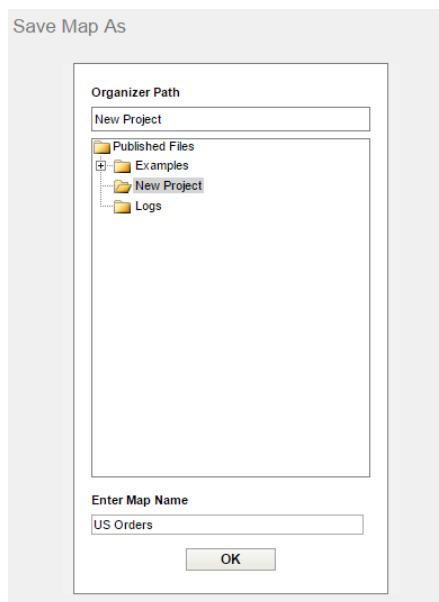 Save Map As
Organizer Path
New Project
Published Files
Examples
New Project
Logs
Enter Map Name
US Orders
OK